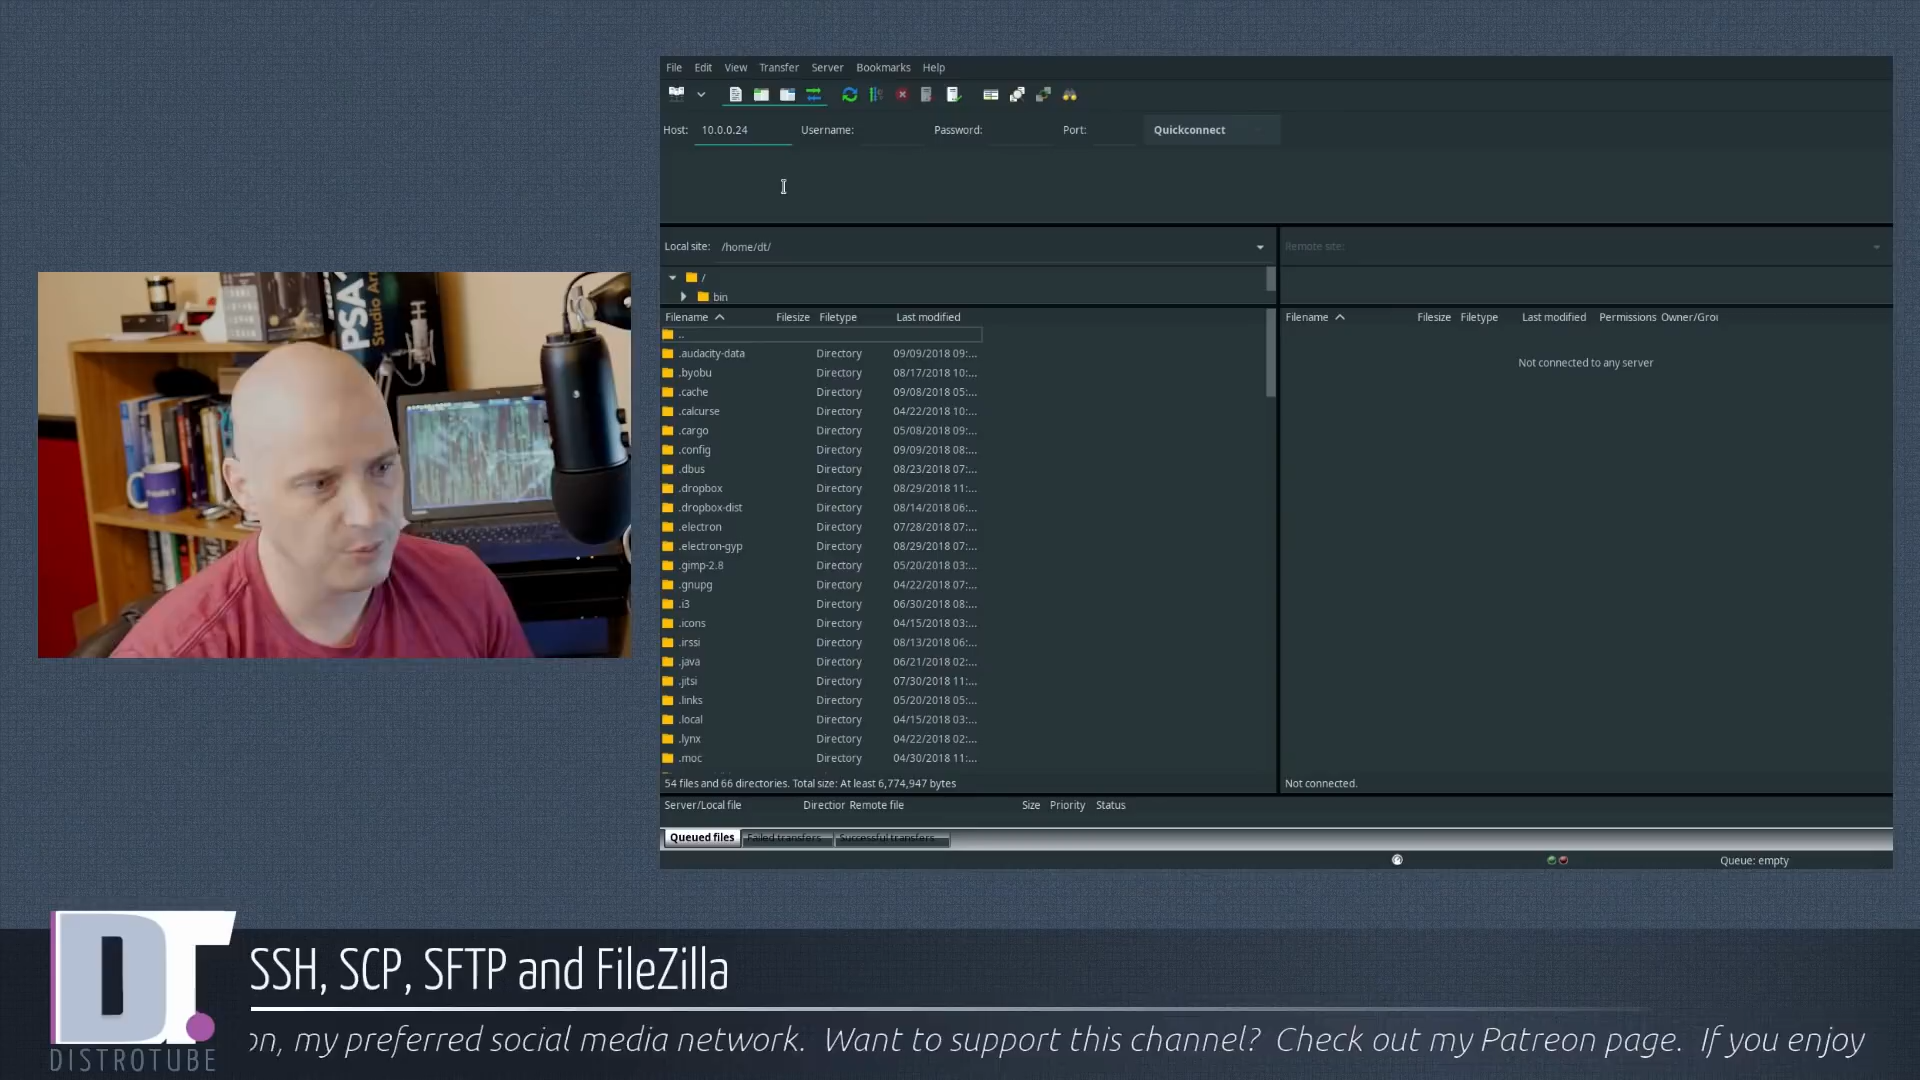 File Edit View Transfer Server Bookmarks Help
Host: 10.0.0.24 Username: Password: Port: Quickconnect
Local site: /home/dt/
Remote site:
/
bin
Filename Filesize Filetype Last modified
..
.audacity-data Directory 09/09/2018 09:...
.byobu Directory 08/17/2018 10:...
.cache Directory 09/08/2018 05:...
.calcurse Directory 04/22/2018 10:...
.cargo Directory 05/08/2018 09:...
.config Directory 09/09/2018 08:...
.dbus Directory 08/23/2018 07:...
.dropbox Directory 08/29/2018 11:...
.dropbox-dist Directory 08/14/2018 06:...
.electron Directory 07/28/2018 07:...
.electron-gyp Directory 08/29/2018 07:...
.gimp-2.8 Directory 05/20/2018 03:...
.gnupg Directory 04/22/2018 07:...
.i3 Directory 06/30/2018 08:...
.icons Directory 04/15/2018 03:...
.irssi Directory 08/13/2018 06:...
.java Directory 06/21/2018 02:...
.jitsi Directory 07/30/2018 11:...
.links Directory 05/20/2018 05:...
.local Directory 04/15/2018 03:...
.lynx Directory 04/22/2018 02:...
.moc Directory 04/30/2018 11:...
54 files and 66 directories. Total size: At least 6,774,947 bytes
Filename Filesize Filetype Last modified Permissions Owner/Groı
Not connected to any server
Not connected.
Server/Local file Direction Remote file Size Priority Status
Queued files Failed transfers Successful transfers
Queue: empty
PSA1
Studio Ar
DT
DISTROTUBE
SSH, SCP, SFTP and FileZilla
on, my preferred social media network. Want to support this channel? Check out my Patreon page. If you enjoy